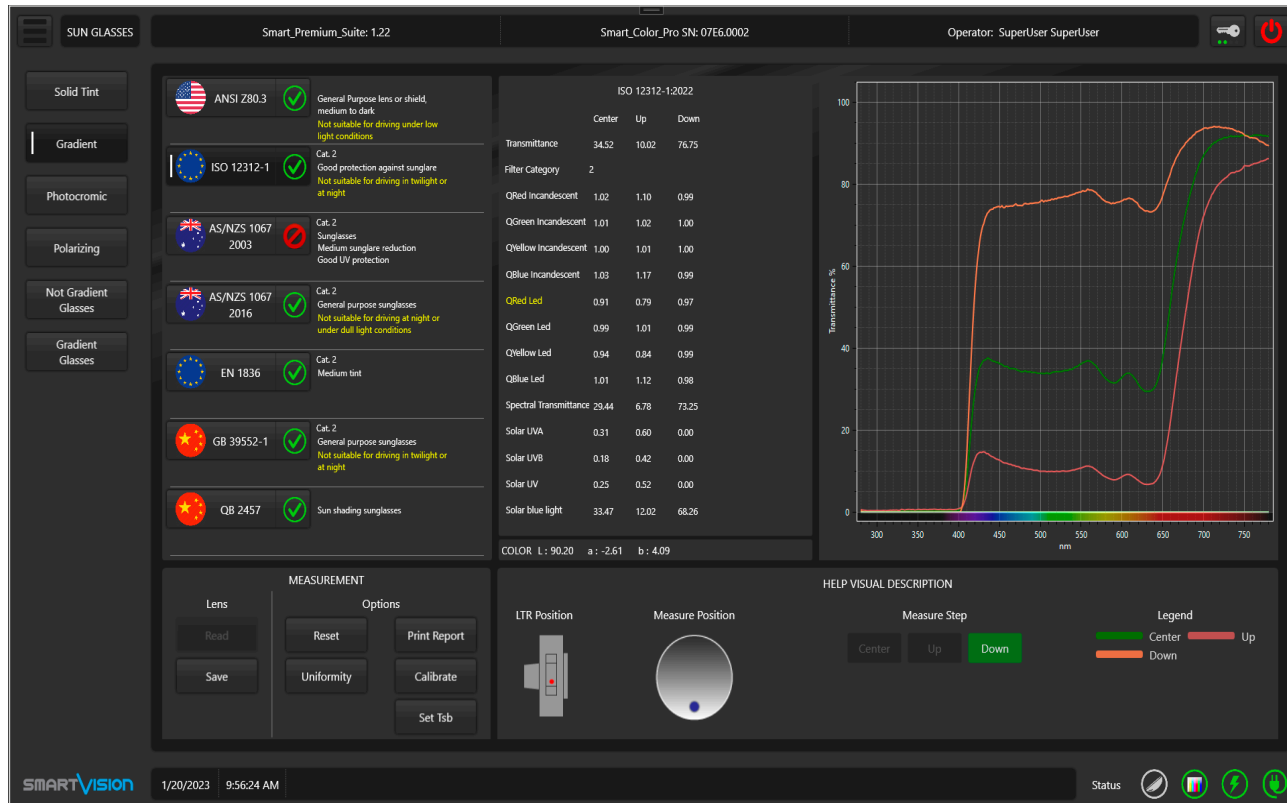 SUN GLASSES
Smart_Premium_Suite: 1.22
Smart_Color_Pro SN: 07E6.0002
Operator: SuperUser SuperUser
Solid Tint
Gradient
Photocromic
Polarizing
Not Gradient
Glasses
Gradient
Glasses
ANSI Z80.3
General Purpose lens or shield,
medium to dark
Not suitable for driving under low
light conditions
ISO 12312-1
Cat. 2
Good protection against sunglare
Not suitable for driving in twilight or
at night
AS/NZS 1067
2003
Cat. 2
Sunglasses
Medium sunglare reduction
Good UV protection
AS/NZS 1067
2016
Cat. 2
General purpose sunglasses
Not suitable for driving at night or
under dull light conditions
EN 1836
Cat. 2
Medium tint
GB 39552-1
Cat. 2
General purpose sunglasses
Not suitable for driving in twilight or
at night
QB 2457
Sun shading sunglasses
ISO 12312-1:2022
Center Up Down
Transmittance 34.52 10.02 76.75
Filter Category 2
QRed Incandescent 1.02 1.10 0.99
QGreen Incandescent 1.01 1.02 1.00
QYellow Incandescent 1.00 1.01 1.00
QBlue Incandescent 1.03 1.17 0.99
QRed Led 0.91 0.79 0.97
QGreen Led 0.99 1.01 0.99
QYellow Led 0.94 0.84 0.99
QBlue Led 1.01 1.12 0.98
Spectral Transmittance 29.44 6.78 73.25
Solar UVA 0.31 0.60 0.00
Solar UVB 0.18 0.42 0.00
Solar UV 0.25 0.52 0.00
Solar blue light 33.47 12.02 68.26
COLOR L : 90.20 a : -2.61 b : 4.09
Transmittance %
100
80
60
40
20
0
300 350 400 450 500 550 600 650 700 750
nm
MEASUREMENT
Lens
Options
Read
Reset
Print Report
Save
Uniformity
Calibrate
Set Tsb
HELP VISUAL DESCRIPTION
LTR Position
Measure Position
Measure Step
Center Up Down
Legend
Center Up
Down
SMARTVISION
1/20/2023 9:56:24 AM
Status